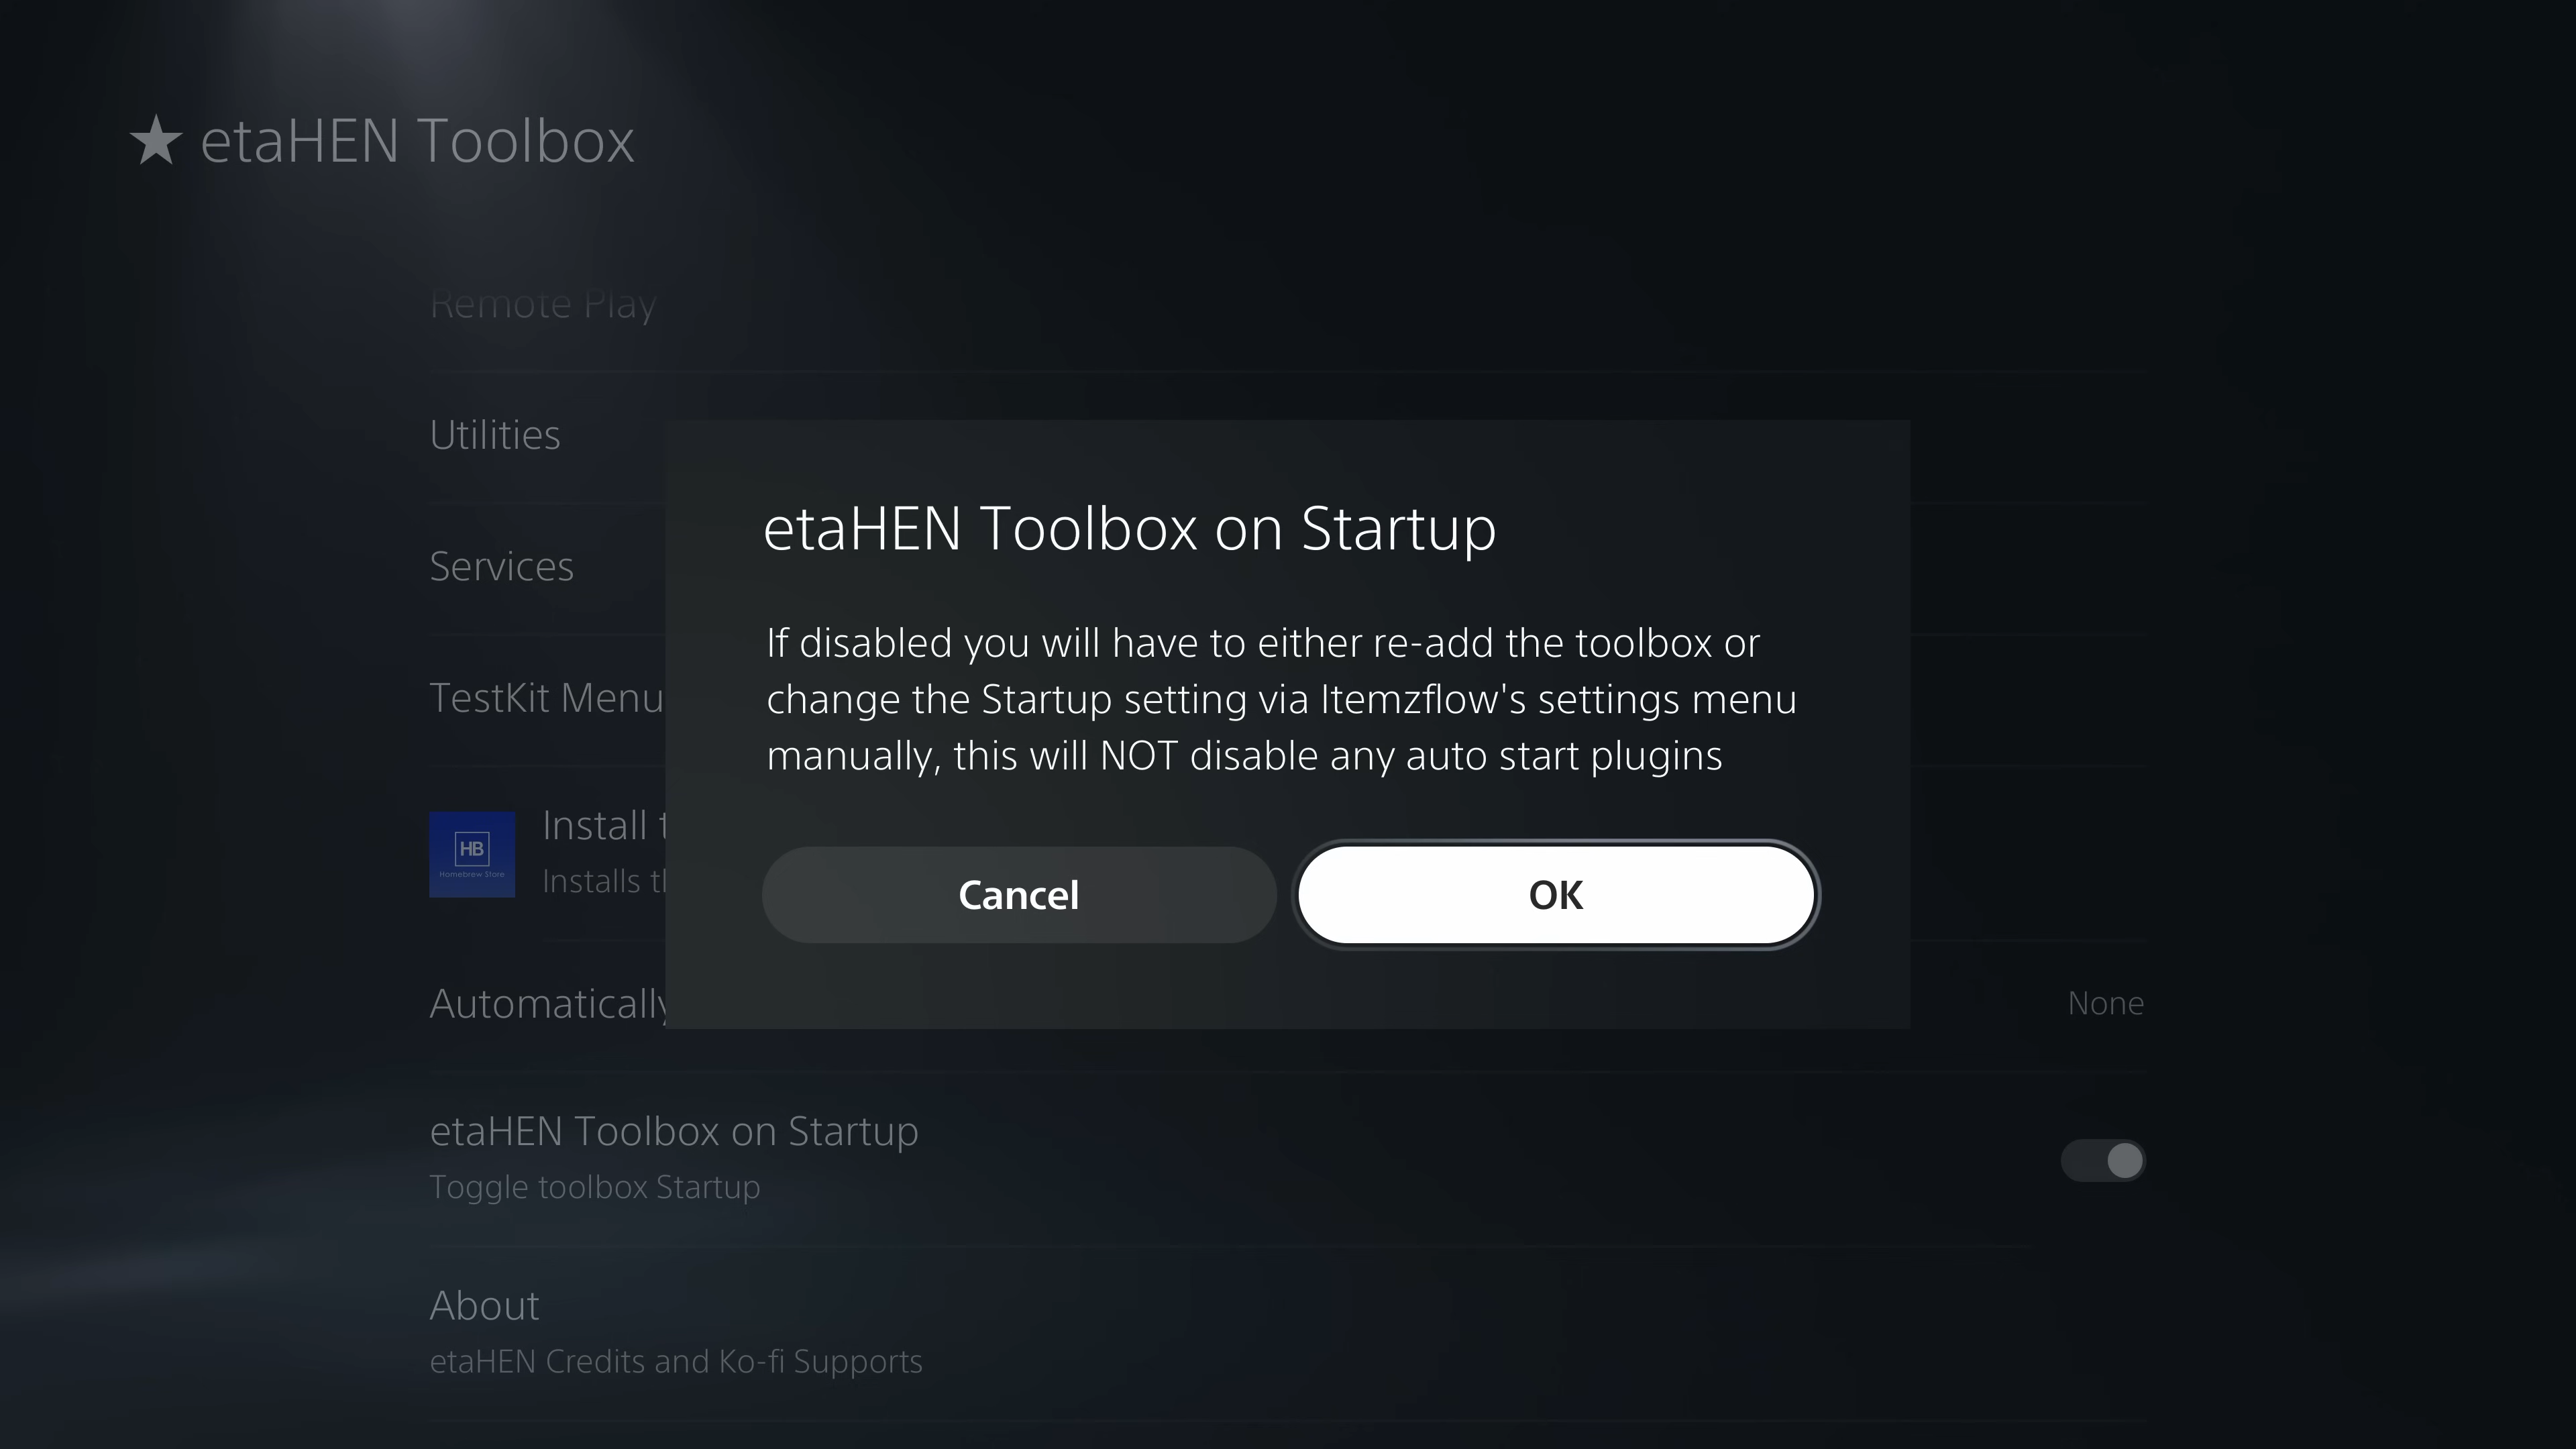 ★ etaHEN Toolbox
Remote Play
Utilities
Services
TestKit Menu
etaHEN Toolbox on Startup
If disabled you will have to either re-add the toolbox or
change the Startup setting via Itemzflow's settings menu
manually, this will NOT disable any auto start plugins
Cancel
OK
HB
Homebrew Store
Install
Installs
Automatically
None
etaHEN Toolbox on Startup
Toggle toolbox Startup
About
etaHEN Credits and Ko-fi Supports